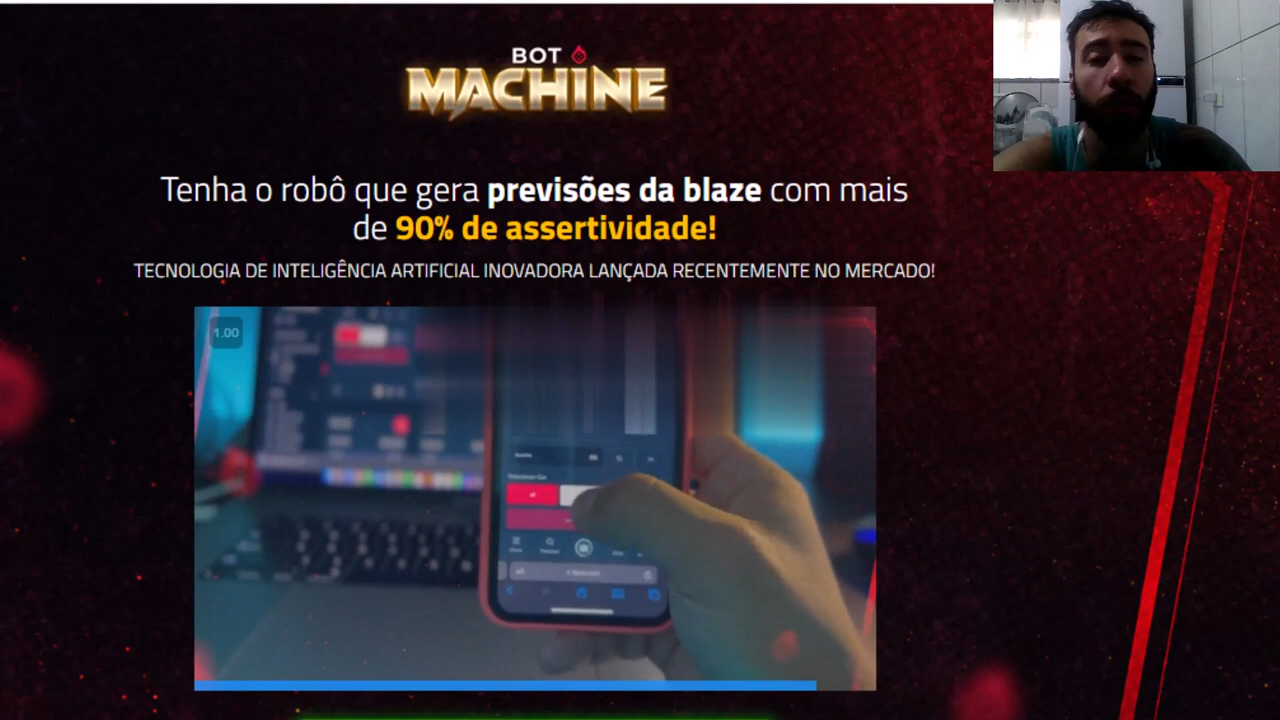 BOT
MACHINE
Tenha o robô que gera previsões da blaze com mais
de 90% de assertividade!
TECNOLOGIA DE INTELIGÊNCIA ARTIFICIAL INOVADORA LANÇADA RECENTEMENTE NO MERCADO!
1.00